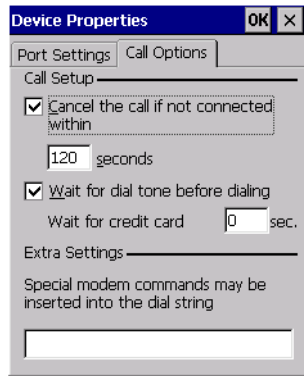 Device Properties OK ×
Port Settings Call Options
Call Setup
Cancel the call if not connected
within
120 seconds
Wait for dial tone before dialing
Wait for credit card 0 sec.
Extra Settings
Special modem commands may be
inserted into the dial string